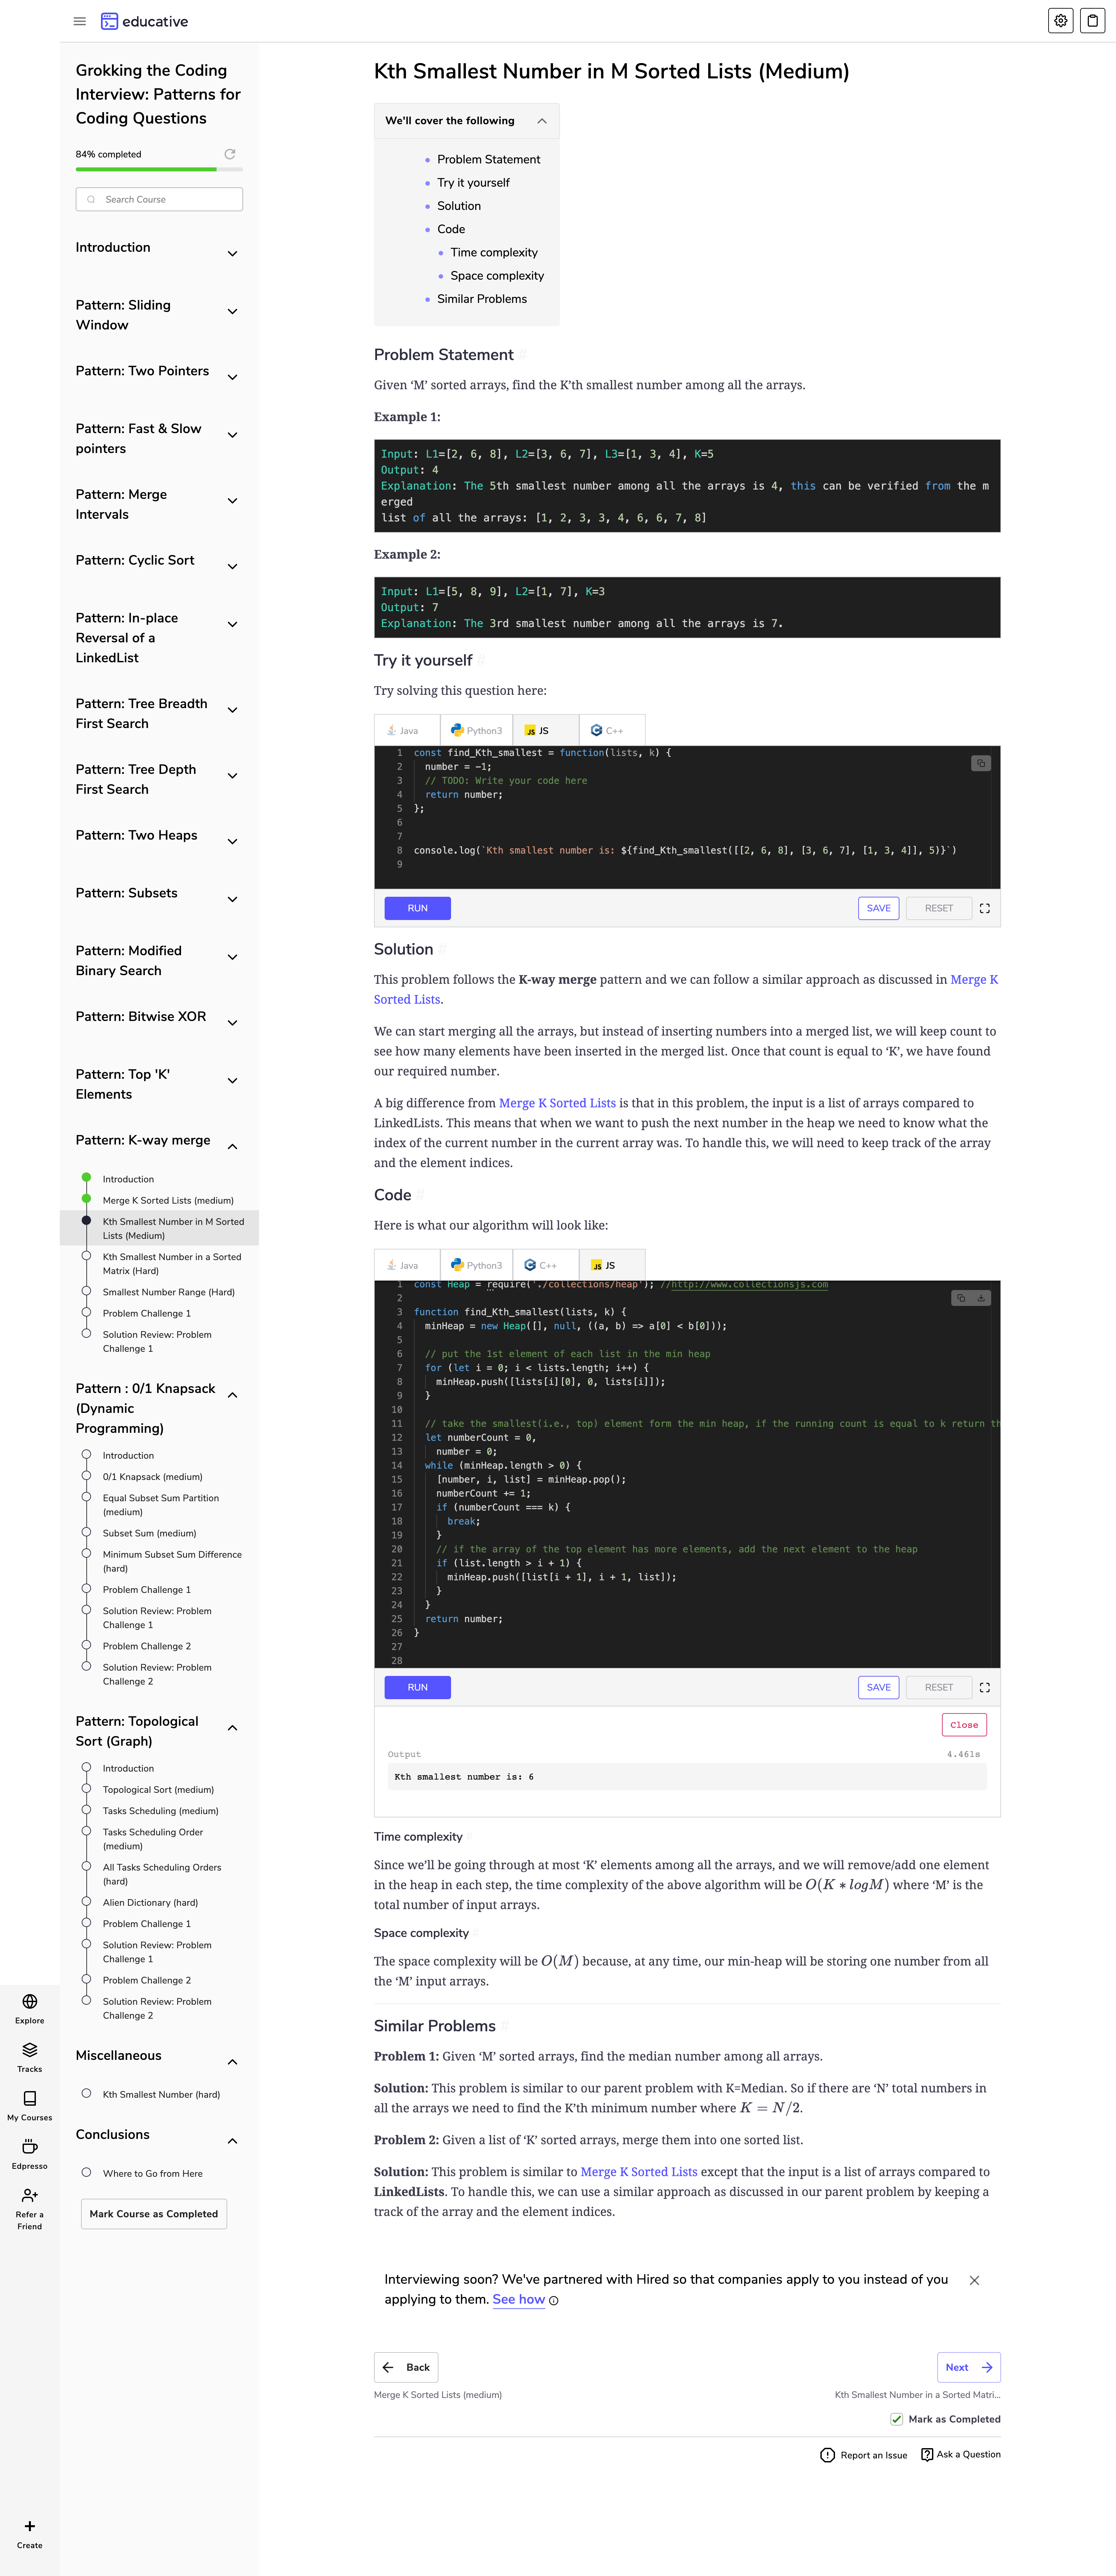 educative
Grokking the Coding
Interview: Patterns for
Coding Questions
84% completed
Search Course
Introduction
Pattern: Sliding
Window
Pattern: Two Pointers
Pattern: Fast & Slow
pointers
Pattern: Merge
Intervals
Pattern: Cyclic Sort
Pattern: In-place
Reversal of a
LinkedList
Pattern: Tree Breadth
First Search
Pattern: Tree Depth
First Search
Pattern: Two Heaps
Pattern: Subsets
Pattern: Modified
Binary Search
Pattern: Bitwise XOR
Pattern: Top 'K'
Elements
Pattern: K-way merge
Introduction
Merge K Sorted Lists (medium)
Kth Smallest Number in M Sorted
Lists (Medium)
Kth Smallest Number in a Sorted
Matrix (Hard)
Smallest Number Range (Hard)
Problem Challenge 1
Solution Review: Problem
Challenge 1
Pattern : 0/1 Knapsack
(Dynamic
Programming)
Introduction
0/1 Knapsack (medium)
Equal Subset Sum Partition
(medium)
Subset Sum (medium)
Minimum Subset Sum Difference
(hard)
Problem Challenge 1
Solution Review: Problem
Challenge 1
Problem Challenge 2
Solution Review: Problem
Challenge 2
Pattern: Topological
Sort (Graph)
Introduction
Topological Sort (medium)
Tasks Scheduling (medium)
Tasks Scheduling Order
(medium)
All Tasks Scheduling Orders
(hard)
Alien Dictionary (hard)
Problem Challenge 1
Solution Review: Problem
Challenge 1
Problem Challenge 2
Solution Review: Problem
Challenge 2
Miscellaneous
Kth Smallest Number (hard)
Conclusions
Where to Go from Here
Mark Course as Completed
Explore
Tracks
My Courses
Edpresso
Refer a
Friend
Create
Kth Smallest Number in M Sorted Lists (Medium)
We'll cover the following
Problem Statement
Try it yourself
Solution
Code
Time complexity
Space complexity
Similar Problems
Problem Statement #
Given ‘M’ sorted arrays, find the K’th smallest number among all the arrays.
Example 1:
Input: L1=[2, 6, 8], L2=[3, 6, 7], L3=[1, 3, 4], K=5
Output: 4
Explanation: The 5th smallest number among all the arrays is 4, this can be verified from the m
erged
list of all the arrays: [1, 2, 3, 3, 4, 6, 6, 7, 8]
Example 2:
Input: L1=[5, 8, 9], L2=[1, 7], K=3
Output: 7
Explanation: The 3rd smallest number among all the arrays is 7.
Try it yourself #
Try solving this question here:
Java Python3 JS C++
1 const find_Kth_smallest = function(lists, k) {
2 number = -1;
3 // TODO: Write your code here
4 return number;
5 };
6
7
8 console.log(`Kth smallest number is: ${find_Kth_smallest([[2, 6, 8], [3, 6, 7], [1, 3, 4]], 5)}`)
9
RUN SAVE RESET
Solution #
This problem follows the K-way merge pattern and we can follow a similar approach as discussed in Merge K
Sorted Lists.
We can start merging all the arrays, but instead of inserting numbers into a merged list, we will keep count to
see how many elements have been inserted in the merged list. Once that count is equal to ‘K’, we have found
our required number.
A big difference from Merge K Sorted Lists is that in this problem, the input is a list of arrays compared to
LinkedLists. This means that when we want to push the next number in the heap we need to know what the
index of the current number in the current array was. To handle this, we will need to keep track of the array
and the element indices.
Code #
Here is what our algorithm will look like:
Java Python3 C++ JS
1 const Heap = require('./collections/heap'); //http://www.collectionsjs.com
2
3 function find_Kth_smallest(lists, k) {
4 minHeap = new Heap([], null, ((a, b) => a[0] < b[0]));
5
6 // put the 1st element of each list in the min heap
7 for (let i = 0; i < lists.length; i++) {
8 minHeap.push([lists[i][0], 0, lists[i]]);
9 }
10
11 // take the smallest(i.e., top) element form the min heap, if the running count is equal to k return th
12 let numberCount = 0,
13 number = 0;
14 while (minHeap.length > 0) {
15 [number, i, list] = minHeap.pop();
16 numberCount += 1;
17 if (numberCount === k) {
18 break;
19 }
20 // if the array of the top element has more elements, add the next element to the heap
21 if (list.length > i + 1) {
22 minHeap.push([list[i + 1], i + 1, list]);
23 }
24 }
25 return number;
26 }
27
28
RUN SAVE RESET
Close
Output 4.461s
Kth smallest number is: 6
Time complexity #
Since we’ll be going through at most ‘K’ elements among all the arrays, and we will remove/add one element
in the heap in each step, the time complexity of the above algorithm will be O(K ∗ logM) where ‘M’ is the
total number of input arrays.
Space complexity #
The space complexity will be O(M) because, at any time, our min-heap will be storing one number from all
the ‘M’ input arrays.
Similar Problems #
Problem 1: Given ‘M’ sorted arrays, find the median number among all arrays.
Solution: This problem is similar to our parent problem with K=Median. So if there are ‘N’ total numbers in
all the arrays we need to find the K’th minimum number where K = N/2.
Problem 2: Given a list of ‘K’ sorted arrays, merge them into one sorted list.
Solution: This problem is similar to Merge K Sorted Lists except that the input is a list of arrays compared to
LinkedLists. To handle this, we can use a similar approach as discussed in our parent problem by keeping a
track of the array and the element indices.
Interviewing soon? We've partnered with Hired so that companies apply to you instead of you
applying to them. See how
Back
Next
Merge K Sorted Lists (medium)
Kth Smallest Number in a Sorted Matri...
Mark as Completed
Report an Issue
Ask a Question